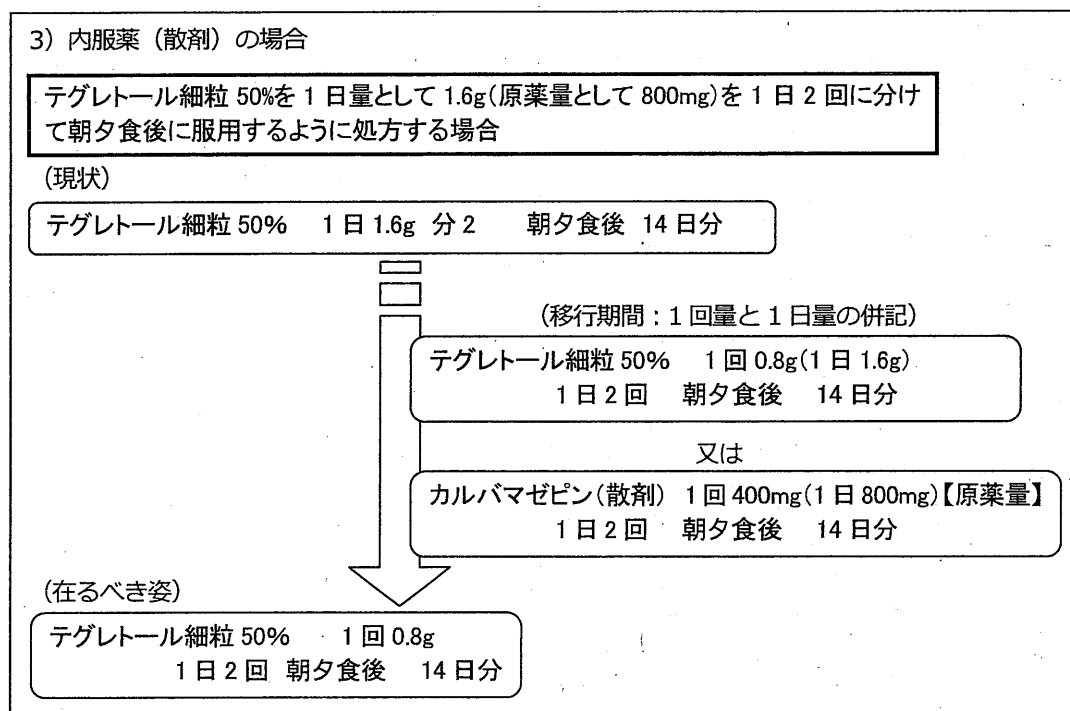 3）内服薬（散剤）の場合
テグレトール細粒 50%を 1 日量として 1.6g(原薬量として 800mg)を 1 日 2 回に分け
て朝夕食後に服用するように処方する場合
(現状)
テグレトール細粒 50%　1 日 1.6g 分 2　朝夕食後 14 日分
(移行期間：1 回量と 1 日量の併記)
テグレトール細粒 50%　1 回 0.8g(1 日 1.6g)
1 日 2 回　朝夕食後　14 日分
又は
カルバマゼピン(散剤)　1 回 400mg(1 日 800mg)【原薬量】
1 日 2 回　朝夕食後　14 日分
(在るべき姿)
テグレトール細粒 50%　1 回 0.8g
1 日 2 回 朝夕食後　14 日分